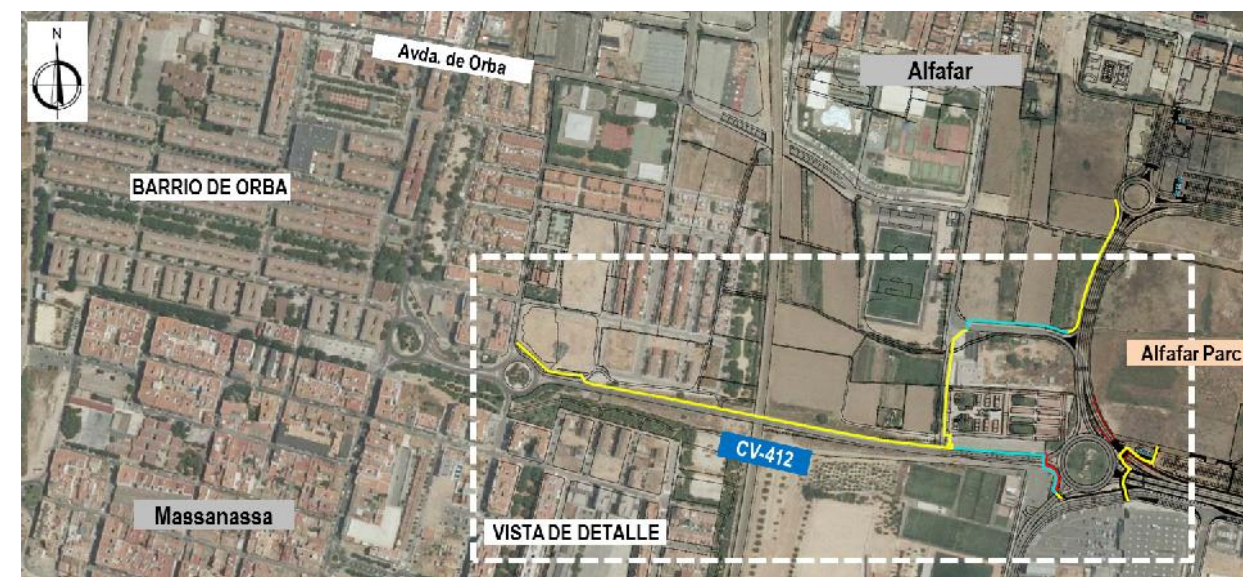 N
Avda. de Orba
Alfafar
BARRIO DE ORBA
Alfafar Parc
CV-412
Massanassa
VISTA DE DETALLE